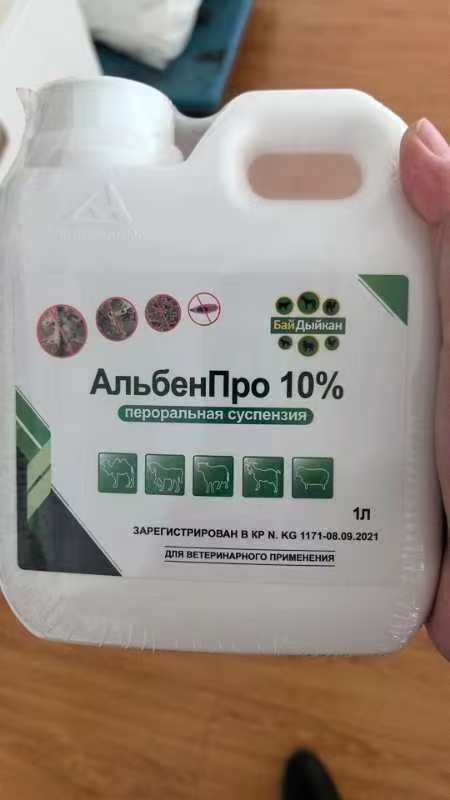 БайДыйкан
АльбенПро 10%
пероральная суспензия
1л
ЗАРЕГИСТРИРОВАН В КР N. KG 1171-08.09.2021
ДЛЯ ВЕТЕРИНАРНОГО ПРИМЕНЕНИЯ